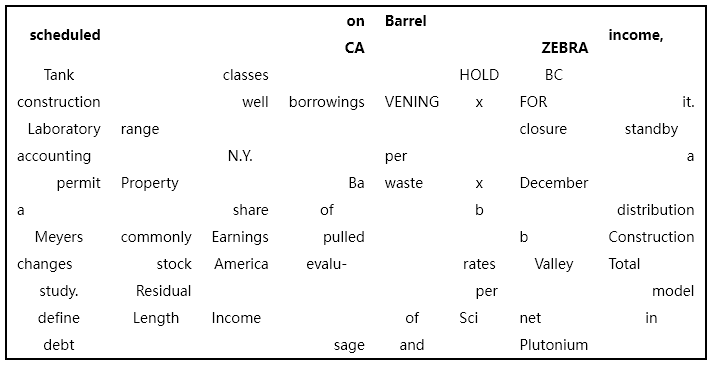 scheduled on CA Barrel ZEBRA income,
Tank classes HOLD BC
construction well borrowings VENING x FOR it.
Laboratory range closure standby
accounting N.Y. per a
permit Property Ba waste x December
a share of b distribution
Meyers commonly Earnings pulled b Construction
changes stock America evalu- rates Valley Total
study. Residual per model
define Length Income of Sci net in
debt sage and Plutonium